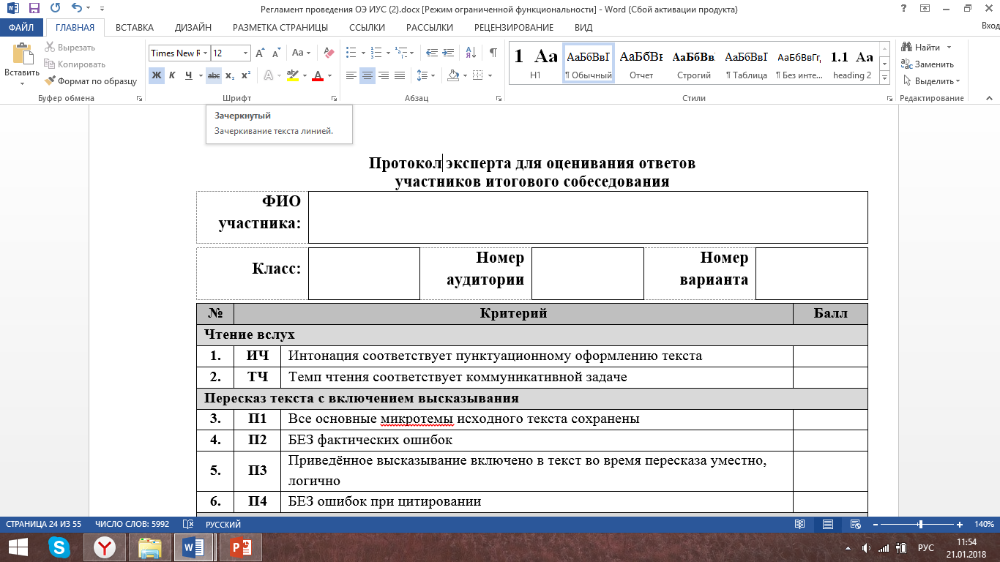 Регламент проведения ОЭ ИУС (2).docx [Режим ограниченной функциональности] - Word (Сбой активации продукта)
ФАЙЛ ГЛАВНАЯ ВСТАВКА ДИЗАЙН РАЗМЕТКА СТРАНИЦЫ ССЫЛКИ РАССЫЛКИ РЕЦЕНЗИРОВАНИЕ ВИД Вход
Вставить
Вырезать
Копировать
Формат по образцу
Буфер обмена
Times New R 12
Ж К Ч abc x₂ x²
Шрифт
Абзац
1 Аа АаБбВвГ АаБбВв АаБбВв АаБбВвГ АаБбВвГг, 1.1 Аа
H1 ¶ Обычный Отчет Строгий ¶ Таблица ¶ Без инте... heading 2
Стили
Найти
Заменить
Выделить
Редактирование
Зачеркнутый
Зачеркивание текста линией.
Протокол эксперта для оценивания ответов
участников итогового собеседования
ФИО
участника:
Класс:
Номер
аудитории
Номер
варианта
№ Критерий Балл
Чтение вслух
1. ИЧ Интонация соответствует пунктуационному оформлению текста
2. ТЧ Темп чтения соответствует коммуникативной задаче
Пересказ текста с включением высказывания
3. П1 Все основные микротемы исходного текста сохранены
4. П2 БЕЗ фактических ошибок
5. П3 Приведённое высказывание включено в текст во время пересказа уместно,
логично
6. П4 БЕЗ ошибок при цитировании
СТРАНИЦА 24 ИЗ 55 ЧИСЛО СЛОВ: 5992 РУССКИЙ 140%
РУС
11:54
21.01.2018